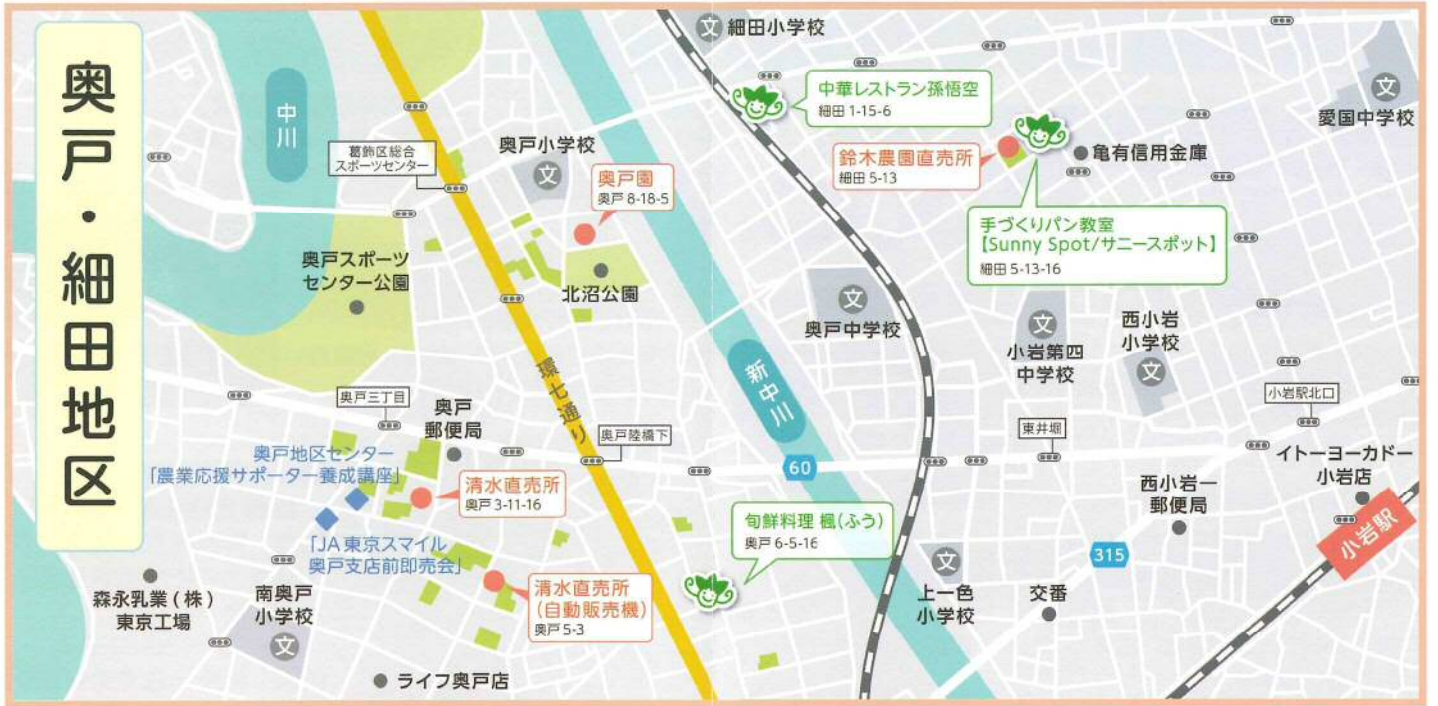 奥戸・細田地区
中川
葛飾区総合
スポーツセンター
奥戸小学校
文
奥戸園
奥戸 8-18-5
奥戸スポーツ
センター公園
北沼公園
環七通り
新中川
文
細田小学校
中華レストラン孫悟空
細田 1-15-6
鈴木農園直売所
細田 5-13
亀有信用金庫
文
愛国中学校
手づくりパン教室
【Sunny Spot/サニースポット】
細田 5-13-16
文
奥戸中学校
文
小岩第四
中学校
西小岩
小学校
文
奥戸三丁目
奥戸
郵便局
奥戸陸橋下
60
東井堀
小岩駅北口
イトーヨーカドー
小岩店
小岩駅
奥戸地区センター
「農業応援サポーター養成講座」
清水直売所
奥戸 3-11-16
「JA東京スマイル
奥戸支店前即売会」
清水直売所
(自動販売機)
奥戸 5-3
旬鮮料理 楓(ふう)
奥戸 6-5-16
西小岩一
郵便局
315
文
上一色
小学校
交番
森永乳業(株)
東京工場
南奥戸
小学校
文
ライフ奥戸店